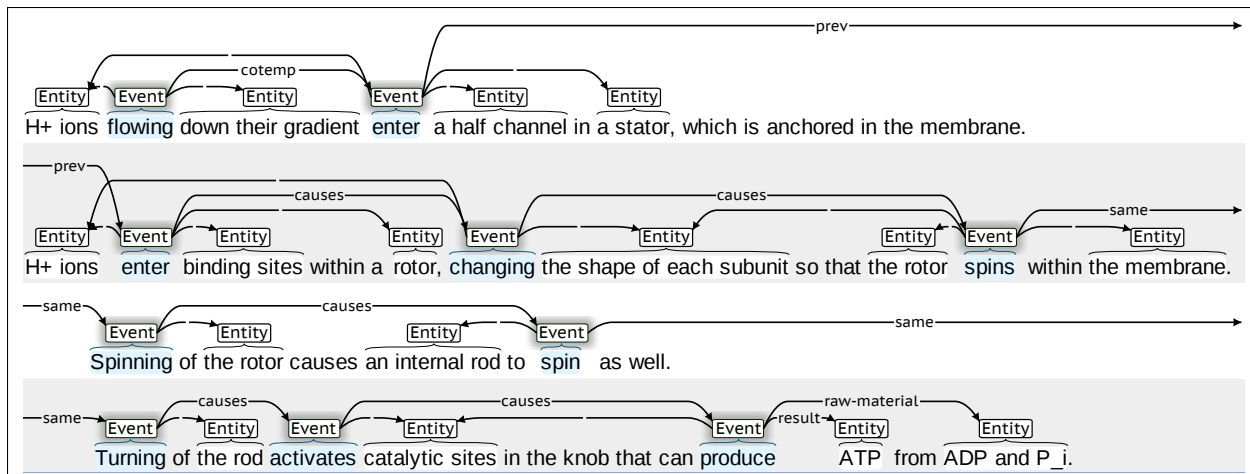 prev
cotemp
Entity Event Entity Event Entity Entity
H+ ions flowing down their gradient enter a half channel in a stator, which is anchored in the membrane.
prev
causes causes
same
Entity Event Entity Entity Event Entity Entity Event Entity
H+ ions enter binding sites within a rotor, changing the shape of each subunit so that the rotor spins within the membrane.
same causes
same
Event Entity Entity Event
Spinning of the rotor causes an internal rod to spin as well.
causes causes raw-material
same result
Event Entity Event Entity Event Entity Entity
Turning of the rod activates catalytic sites in the knob that can produce ATP from ADP and P_i.